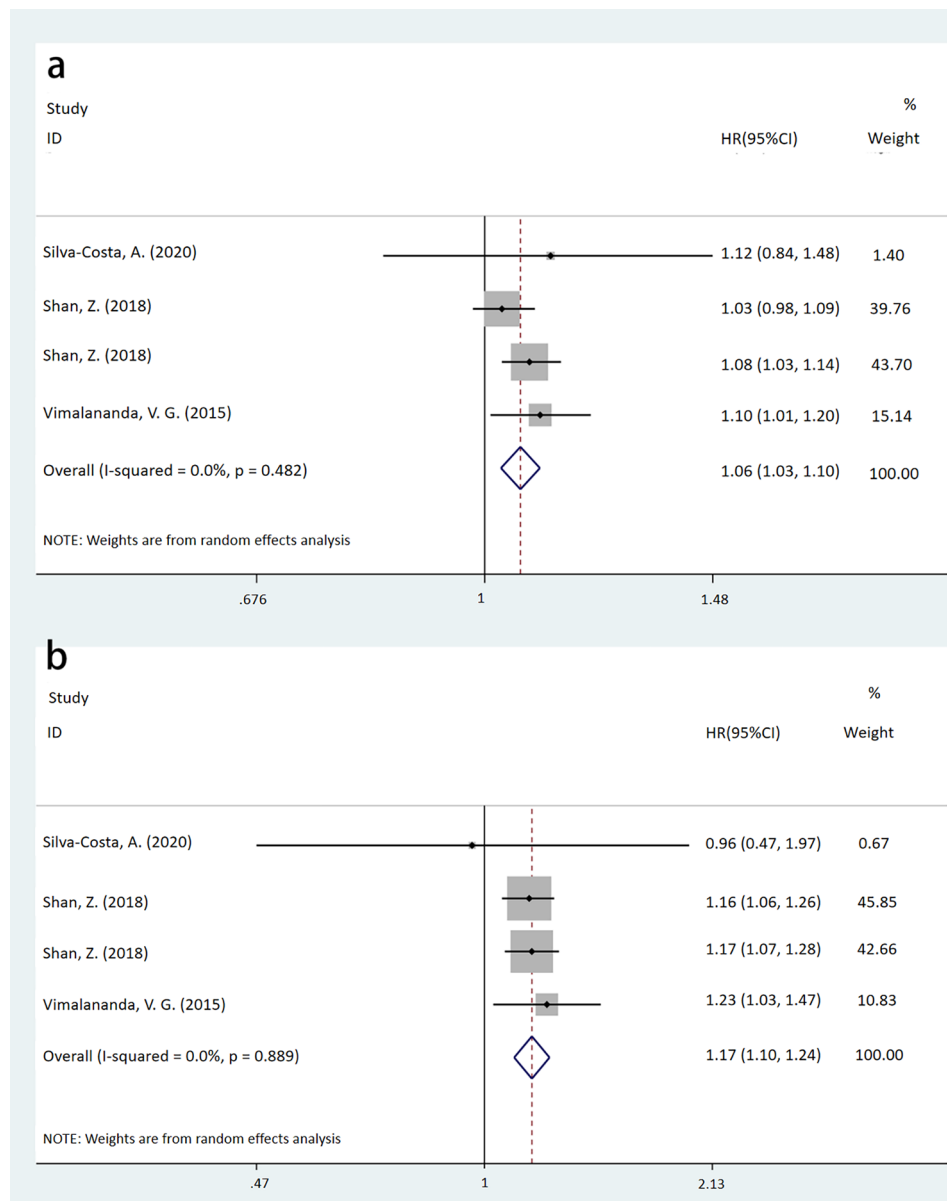 a
Study %
ID HR(95%CI) Weight
Silva-Costa, A. (2020) 1.12 (0.84, 1.48) 1.40
Shan, Z. (2018) 1.03 (0.98, 1.09) 39.76
Shan, Z. (2018) 1.08 (1.03, 1.14) 43.70
Vimalananda, V. G. (2015) 1.10 (1.01, 1.20) 15.14
Overall (I-squared = 0.0%, p = 0.482) 1.06 (1.03, 1.10) 100.00
NOTE: Weights are from random effects analysis
.676 1 1.48
b
Study %
ID HR(95%CI) Weight
Silva-Costa, A. (2020) 0.96 (0.47, 1.97) 0.67
Shan, Z. (2018) 1.16 (1.06, 1.26) 45.85
Shan, Z. (2018) 1.17 (1.07, 1.28) 42.66
Vimalananda, V. G. (2015) 1.23 (1.03, 1.47) 10.83
Overall (I-squared = 0.0%, p = 0.889) 1.17 (1.10, 1.24) 100.00
NOTE: Weights are from random effects analysis
.47 1 2.13